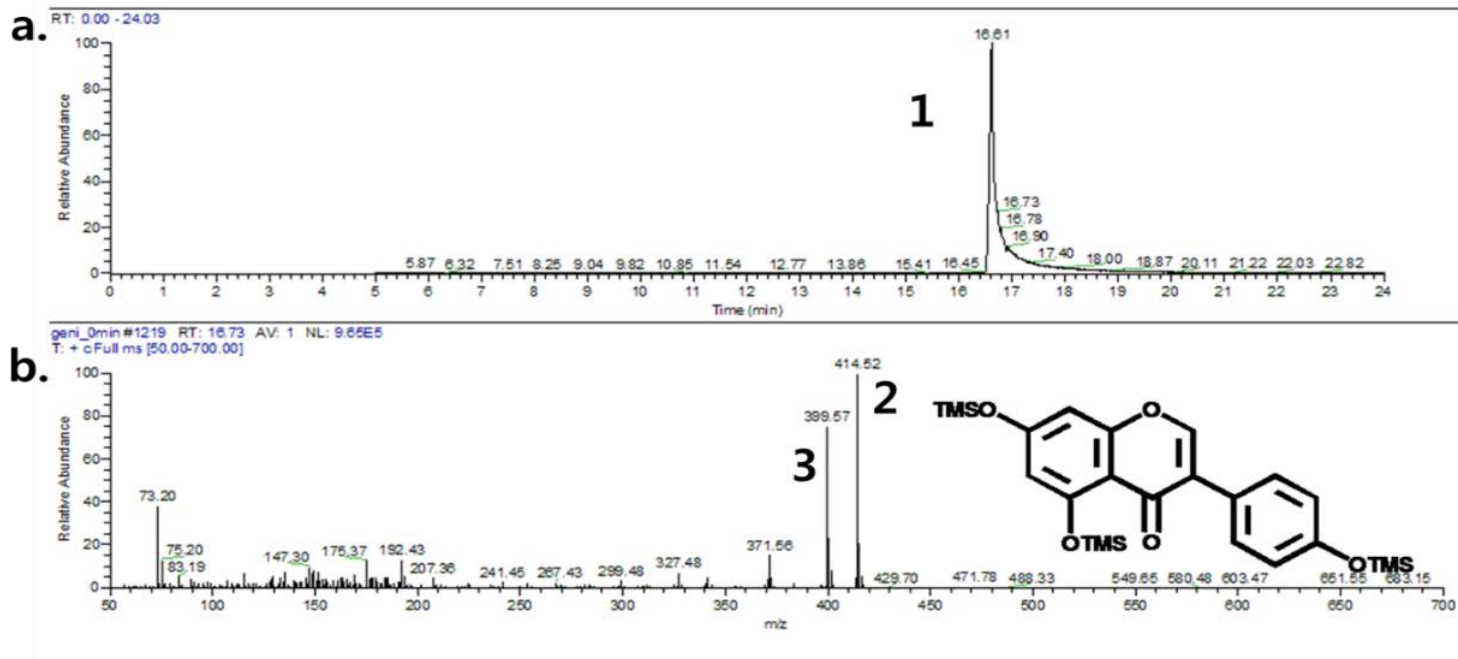 a.
RT: 0.00 - 24.03
Relative Abundance
100
80
60
40
20
0
16.61
1
16.73
16.78
16.90
5.87 6.32 7.51 8.25 9.04 9.82 10.85 11.54 12.77 13.86 15.41 16.45 17.40 18.00 18.87 20.11 21.22 22.03 22.82
0 1 2 3 4 5 6 7 8 9 10 11 12 13 14 15 16 17 18 19 20 21 22 23 24
Time (min)
b.
geni_0min #1219 RT: 16.73 AV: 1 NL: 9.65E5
T: + c Full ms [50.00-700.00]
Relative Abundance
100
80
60
40
20
0
414.52
2
399.57
3
73.20
75.20
83.19
147.30 175.37 192.43
207.36 241.45 267.43 299.48 327.48 371.56
429.70 471.78 488.33 549.65 580.48 603.47 651.55 683.15
TMSO O
OTMS O
OTMS
50 100 150 200 250 300 350 400 450 500 550 600 650 700
m/z